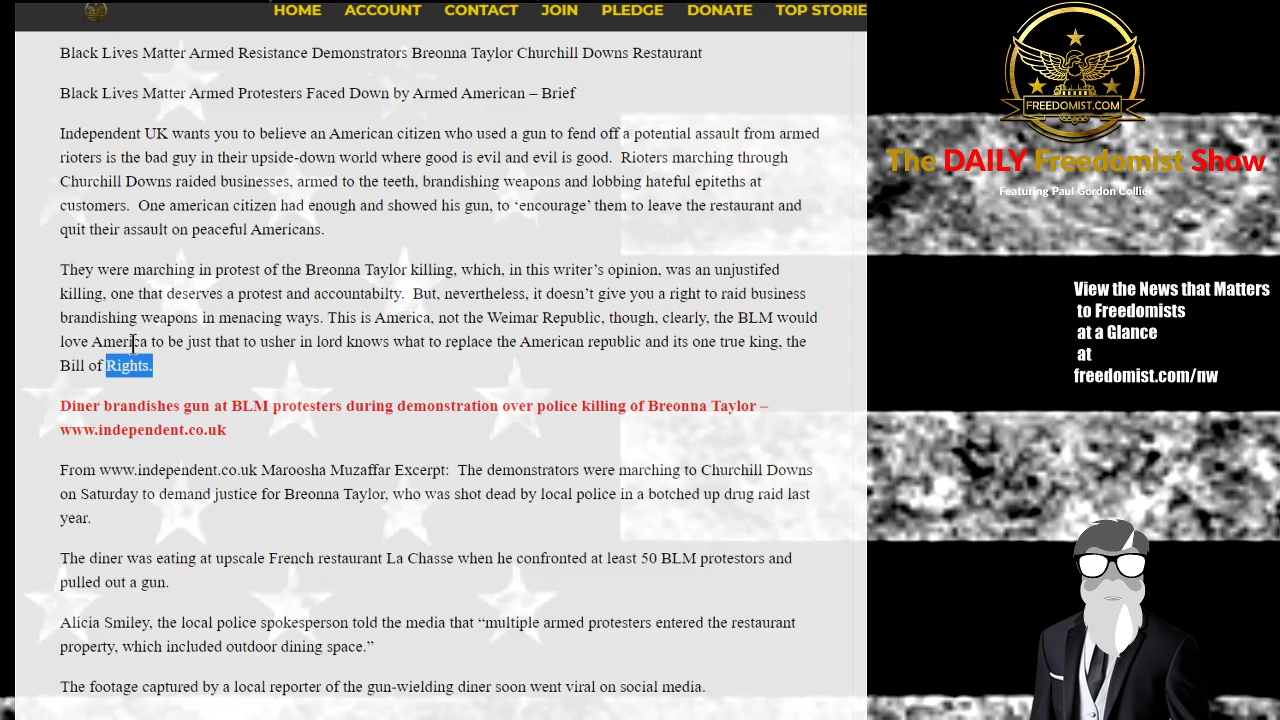 HOME ACCOUNT CONTACT JOIN PLEDGE DONATE TOP STORIE
Black Lives Matter Armed Resistance Demonstrators Breonna Taylor Churchill Downs Restaurant
Black Lives Matter Armed Protesters Faced Down by Armed American – Brief
Independent UK wants you to believe an American citizen who used a gun to fend off a potential assault from armed
rioters is the bad guy in their upside-down world where good is evil and evil is good.  Rioters marching through
Churchill Downs raided businesses, armed to the teeth, brandishing weapons and lobbing hateful epiteths at
customers.  One american citizen had enough and showed his gun, to ‘encourage’ them to leave the restaurant and
quit their assault on peaceful Americans.
They were marching in protest of the Breonna Taylor killing, which, in this writer’s opinion, was an unjustifed
killing, one that deserves a protest and accountabilty.  But, nevertheless, it doesn’t give you a right to raid business
brandishing weapons in menacing ways. This is America, not the Weimar Republic, though, clearly, the BLM would
love America to be just that to usher in lord knows what to replace the American republic and its one true king, the
Bill of Rights.
Diner brandishes gun at BLM protesters during demonstration over police killing of Breonna Taylor –
www.independent.co.uk
From www.independent.co.uk Maroosha Muzaffar Excerpt:  The demonstrators were marching to Churchill Downs
on Saturday to demand justice for Breonna Taylor, who was shot dead by local police in a botched up drug raid last
year.
The diner was eating at upscale French restaurant La Chasse when he confronted at least 50 BLM protestors and
pulled out a gun.
Alicia Smiley, the local police spokesperson told the media that “multiple armed protesters entered the restaurant
property, which included outdoor dining space.”
The footage captured by a local reporter of the gun-wielding diner soon went viral on social media.
FREEDOMIST.COM
The DAILY Freedomist Show
Featuring Paul Gordon Collie
View the News that Matters
to Freedomists
at a Glance
at
freedomist.com/nw